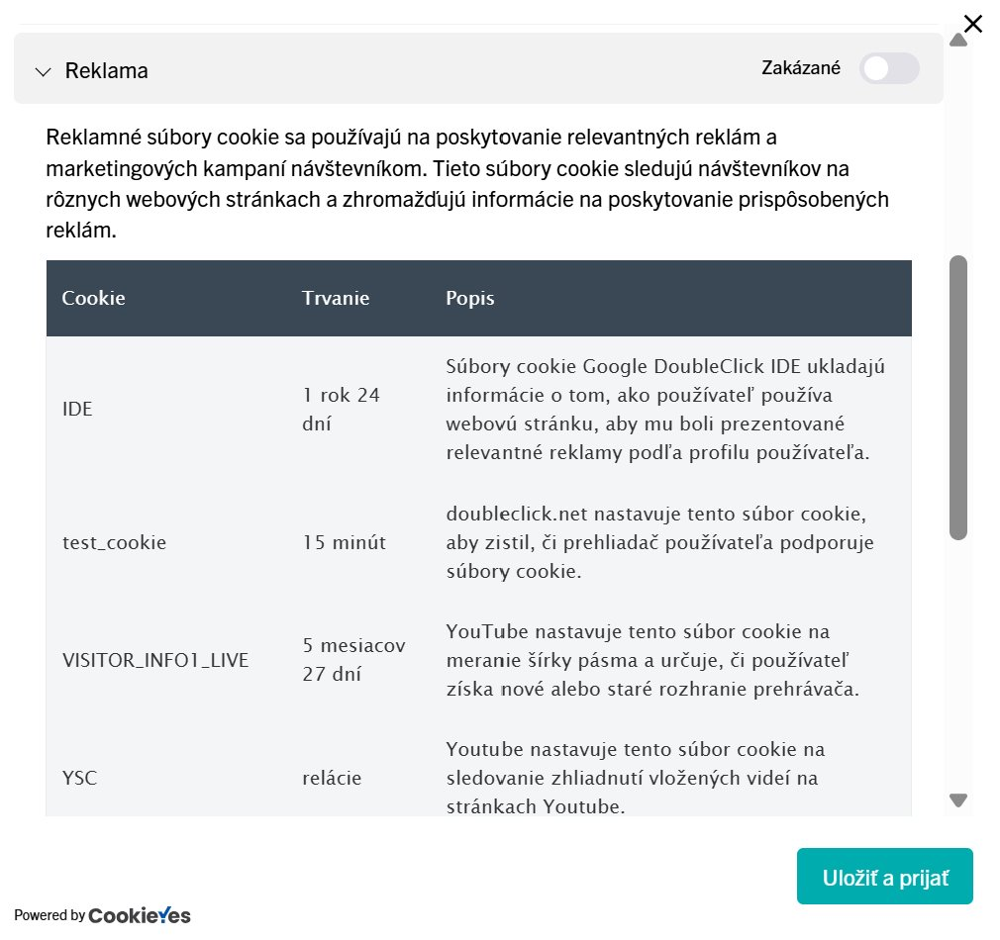 Reklama
Zakázané
Reklamné súbory cookie sa používajú na poskytovanie relevantných reklám a
marketingových kampaní návštevníkom. Tieto súbory cookie sledujú návštevníkov na
rôznych webových stránkach a zhromažďujú informácie na poskytovanie prispôsobených
reklám.
Cookie Trvanie Popis
IDE
1 rok 24
dní
Súbory cookie Google DoubleClick IDE ukladajú
informácie o tom, ako používateľ používa
webovú stránku, aby mu boli prezentované
relevantné reklamy podľa profilu používateľa.
test_cookie
15 minút
doubleclick.net nastavuje tento súbor cookie,
aby zistil, či prehliadač používateľa podporuje
súbory cookie.
VISITOR_INFO1_LIVE
5 mesiacov
27 dní
YouTube nastavuje tento súbor cookie na
meranie šírky pásma a určuje, či používateľ
získa nové alebo staré rozhranie prehrávača.
YSC
relácie
Youtube nastavuje tento súbor cookie na
sledovanie zhliadnutí vložených videí na
stránkach Youtube.
Uložiť a prijať
Powered by CookieYes